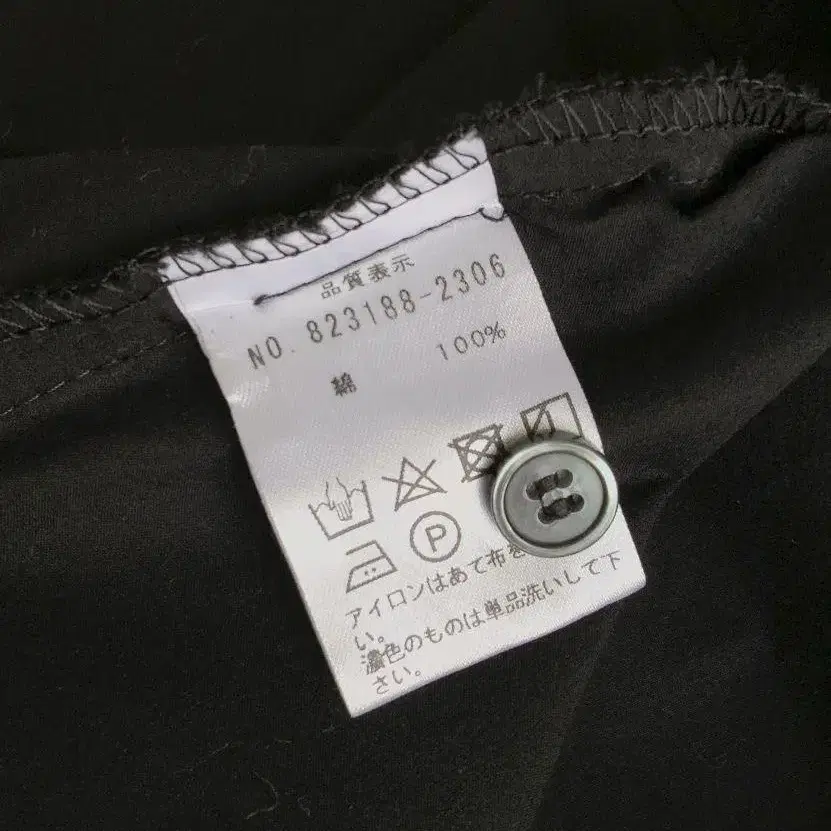 品質表示
NO. 823188-2306
綿 100%
P
アイロンはあて布を
い。
濃色のものは単品洗いして下
さい。